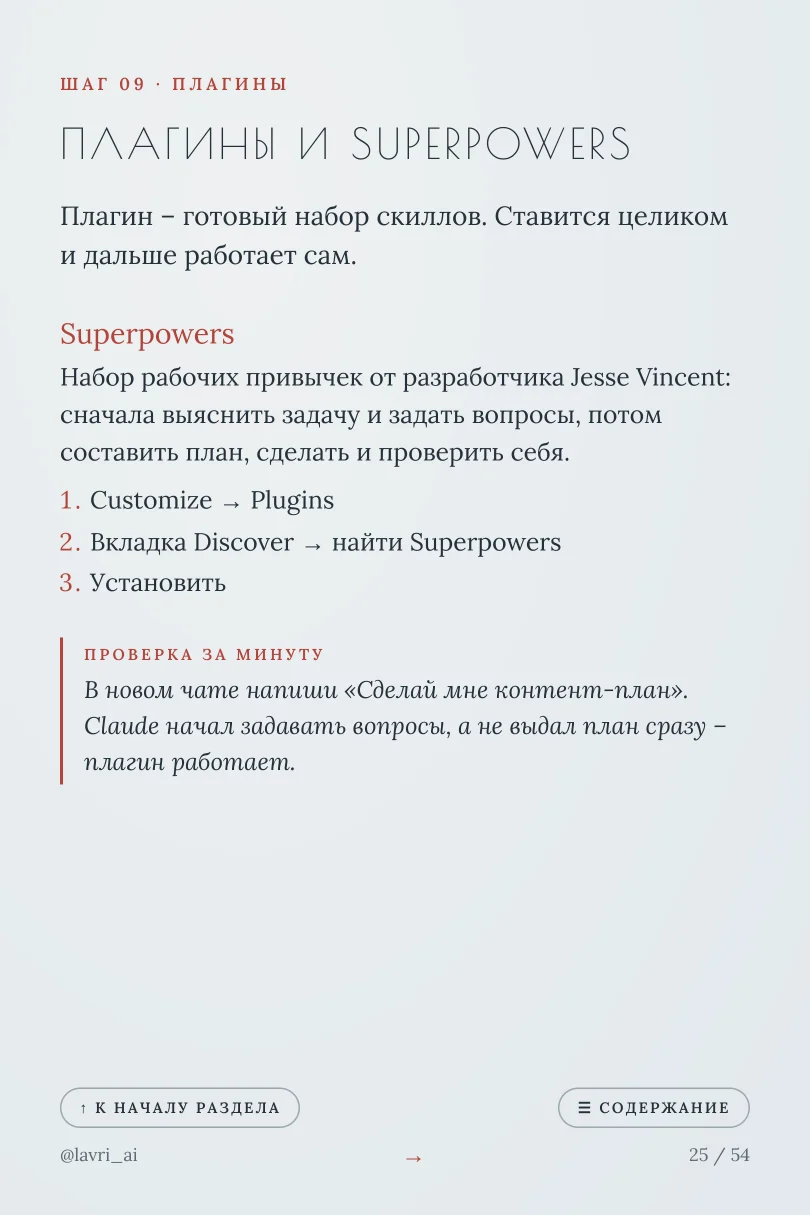 ШАГ 09 · ПЛАГИНЫ
ПЛАГИНЫ И SUPERPOWERS
Плагин – готовый набор скиллов. Ставится целиком
и дальше работает сам.
Superpowers
Набор рабочих привычек от разработчика Jesse Vincent:
сначала выяснить задачу и задать вопросы, потом
составить план, сделать и проверить себя.
1. Customize → Plugins
2. Вкладка Discover → найти Superpowers
3. Установить
ПРОВЕРКА ЗА МИНУТУ
В новом чате напиши «Сделай мне контент-план».
Claude начал задавать вопросы, а не выдал план сразу –
плагин работает.
↑ К НАЧАЛУ РАЗДЕЛА
☰ СОДЕРЖАНИЕ
@lavri_ai → 25 / 54